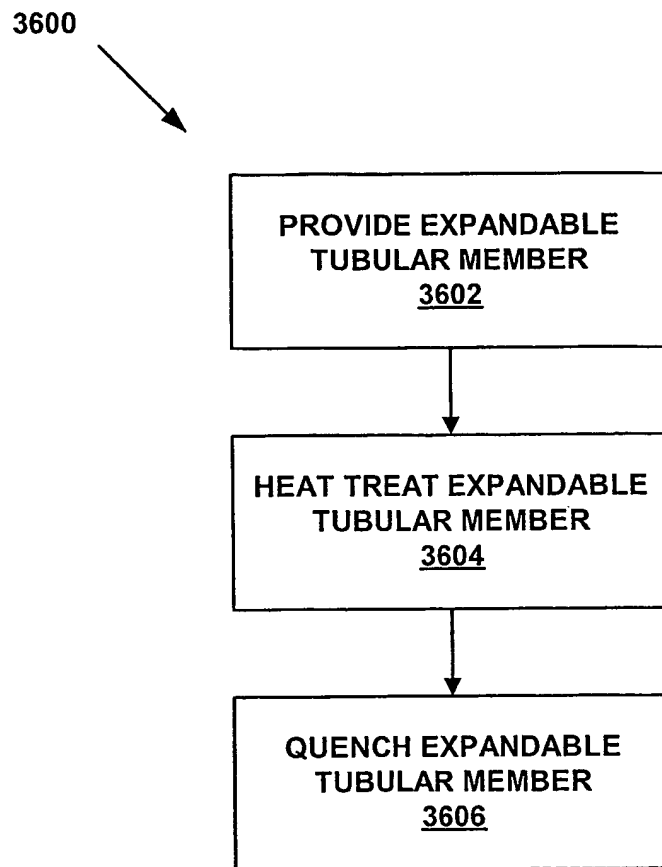 3600
PROVIDE EXPANDABLE
TUBULAR MEMBER
3602
HEAT TREAT EXPANDABLE
TUBULAR MEMBER
3604
QUENCH EXPANDABLE
TUBULAR MEMBER
3606